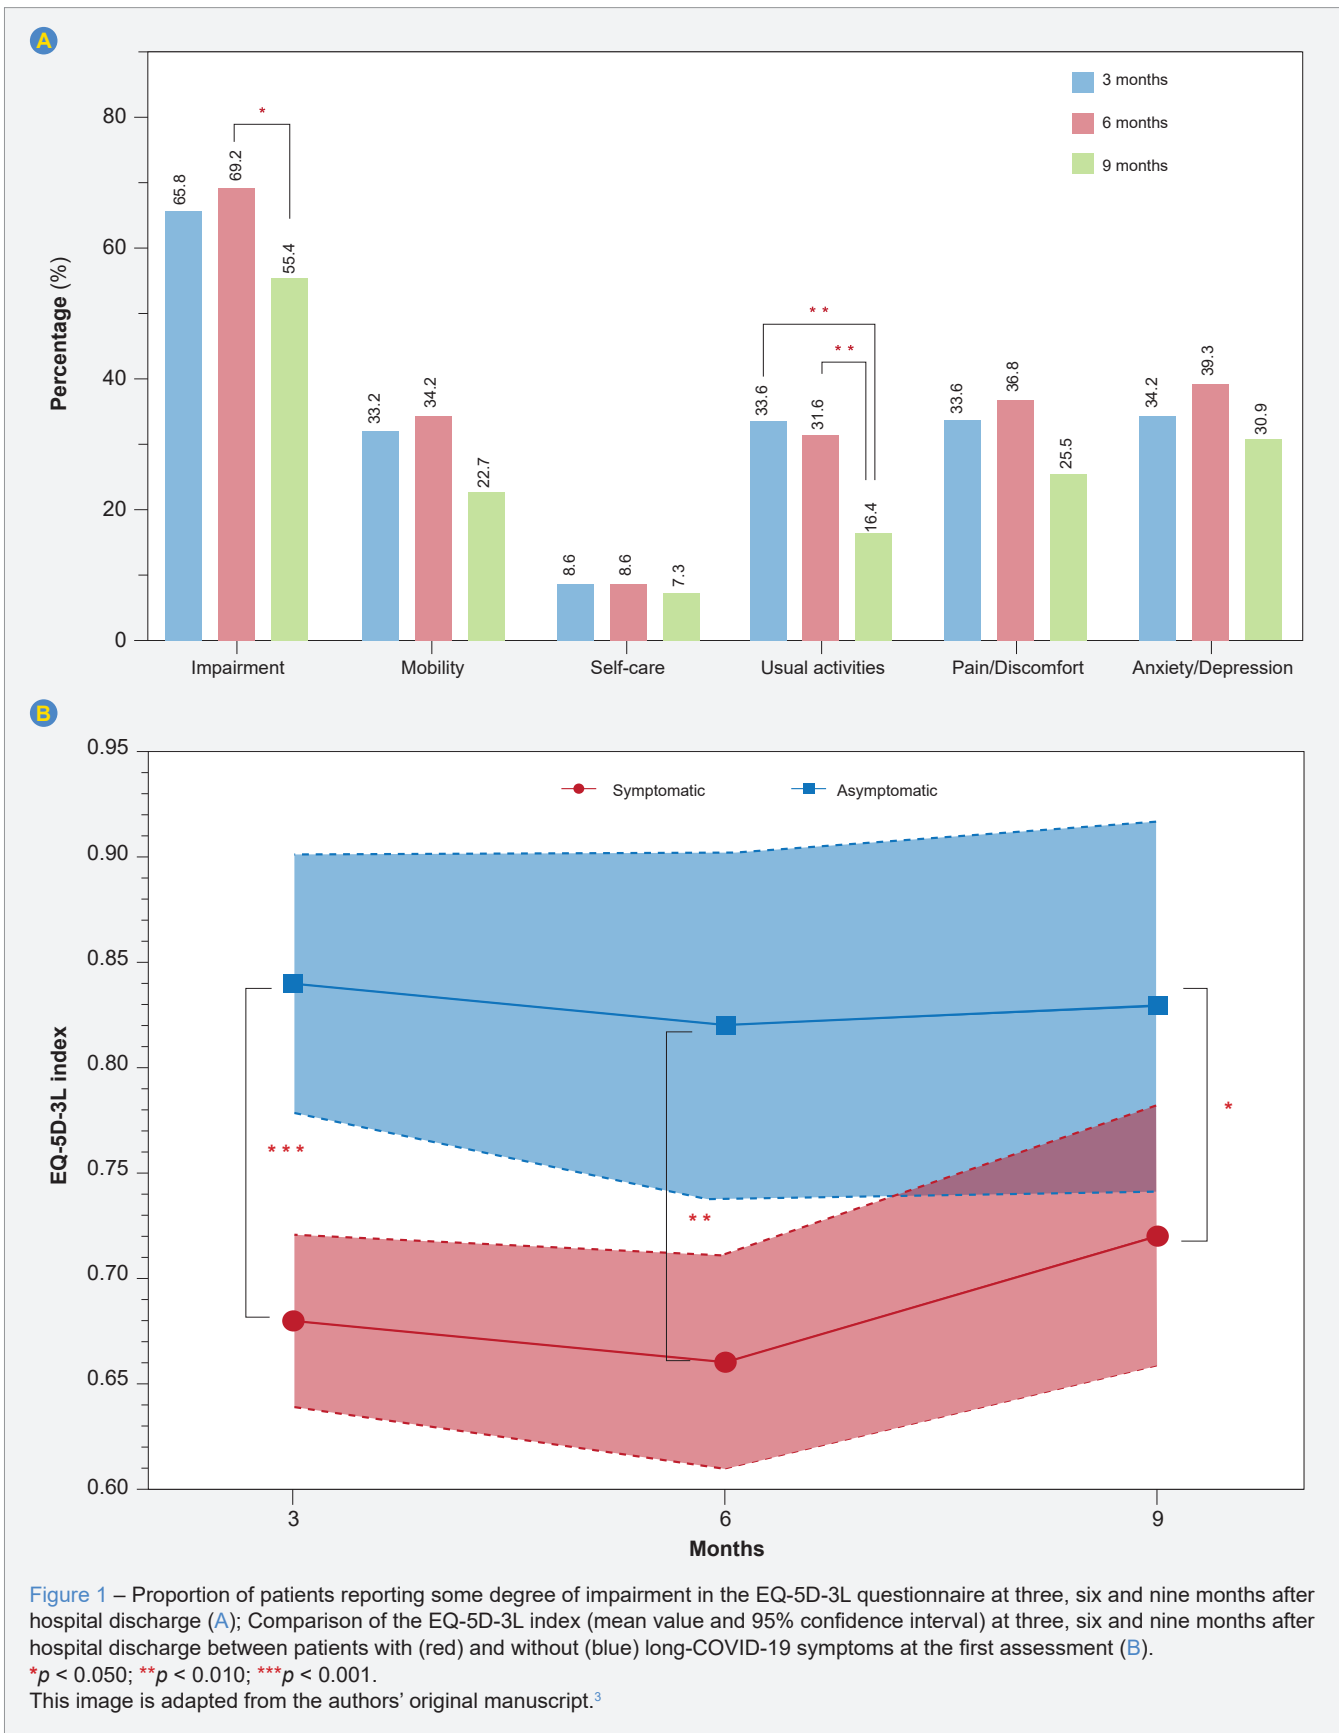 A
Percentage (%)
80
60
40
20
0
3 months
6 months
9 months
*
65.8
69.2
55.4
33.2
34.2
22.7
8.6
8.6
7.3
* *
* *
33.6
31.6
16.4
33.6
36.8
25.5
34.2
39.3
30.9
Impairment
Mobility
Self-care
Usual activities
Pain/Discomfort
Anxiety/Depression
B
EQ-5D-3L index
0.95
0.90
0.85
0.80
0.75
0.70
0.65
0.60
Symptomatic
Asymptomatic
* * *
* *
*
3
6
9
Months
Figure 1 – Proportion of patients reporting some degree of impairment in the EQ-5D-3L questionnaire at three, six and nine months after
hospital discharge (A); Comparison of the EQ-5D-3L index (mean value and 95% confidence interval) at three, six and nine months after
hospital discharge between patients with (red) and without (blue) long-COVID-19 symptoms at the first assessment (B).
*p < 0.050; **p < 0.010; ***p < 0.001.
This image is adapted from the authors' original manuscript.3